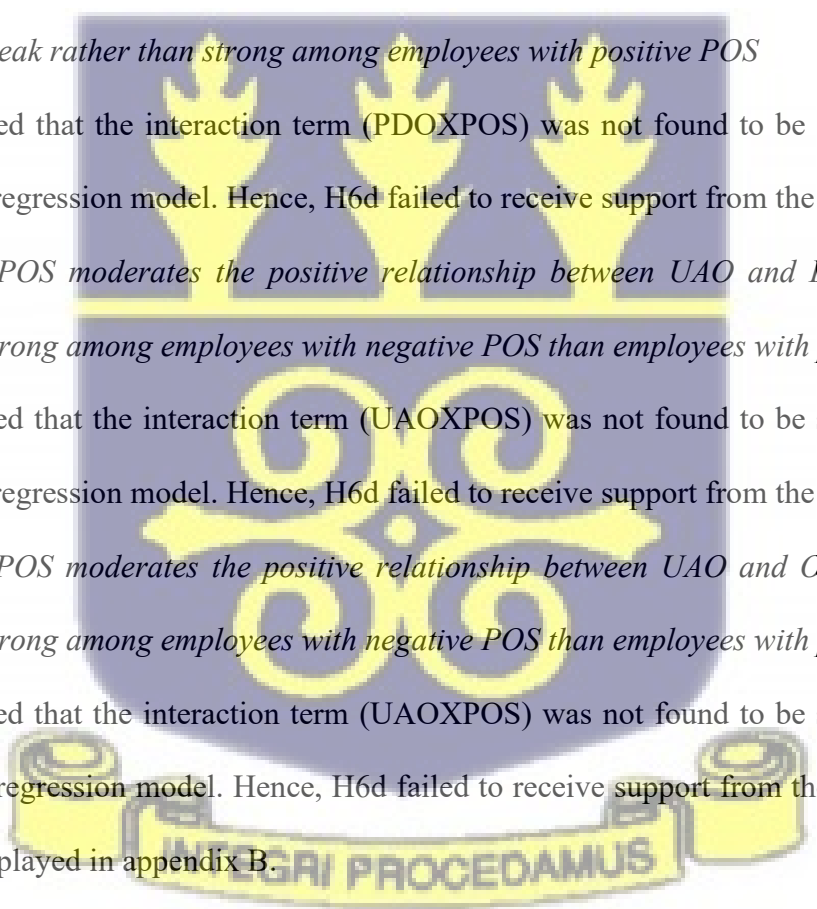 eak rather than strong among employees with positive POS
ed that the interaction term (PDOXPOS) was not found to be
regression model. Hence, H6d failed to receive support from the
POS moderates the positive relationship between UAO and
rong among employees with negative POS than employees with
ed that the interaction term (UAOXPOS) was not found to be
regression model. Hence, H6d failed to receive support from the
POS moderates the positive relationship between UAO and O
rong among employees with negative POS than employees with
ed that the interaction term (UAOXPOS) was not found to be
regression model. Hence, H6d failed to receive support from th
played in appendix B.
INTEGRI PROCEDAMUS